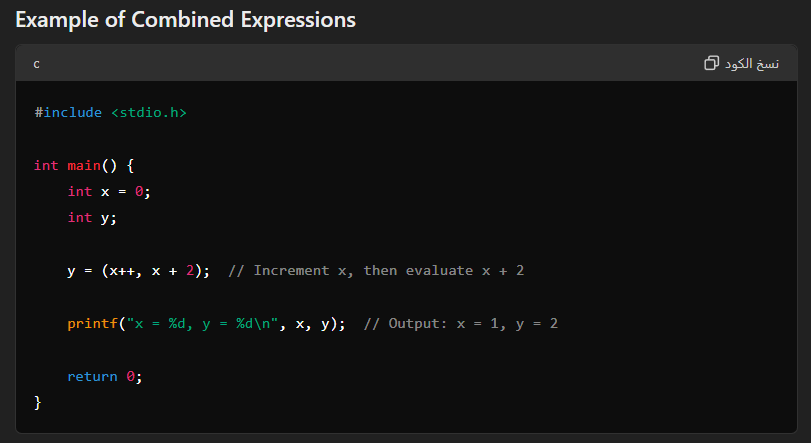 Example of Combined Expressions
c
نسخ الكود
#include <stdio.h>
int main() {
    int x = 0;
    int y;
    y = (x++, x + 2);  // Increment x, then evaluate x + 2
    printf("x = %d, y = %d\n", x, y);  // Output: x = 1, y = 2
    return 0;
}